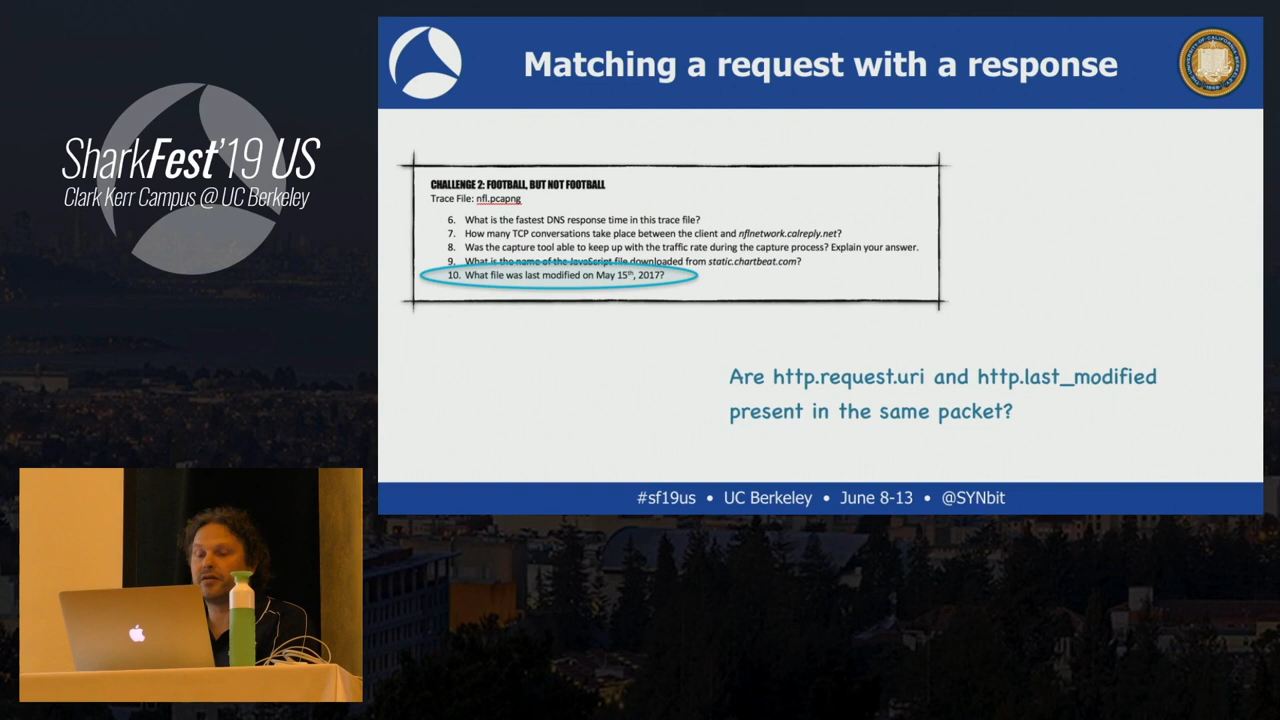 SharkFest'19 US
Clark Kerr Campus @ UC Berkeley
Matching a request with a response
CHALLENGE 2: FOOTBALL, BUT NOT FOOTBALL
Trace File: nfl.pcapng
6. What is the fastest DNS response time in this trace file?
7. How many TCP conversations take place between the client and nflnetwork.calreply.net?
8. Was the capture tool able to keep up with the traffic rate during the capture process? Explain your answer.
9. What is the name of the JavaScript file downloaded from static.chartbeat.com?
10. What file was last modified on May 15th, 2017?
Are http.request.uri and http.last_modified
present in the same packet?
#sf19us • UC Berkeley • June 8-13 • @SYNbit